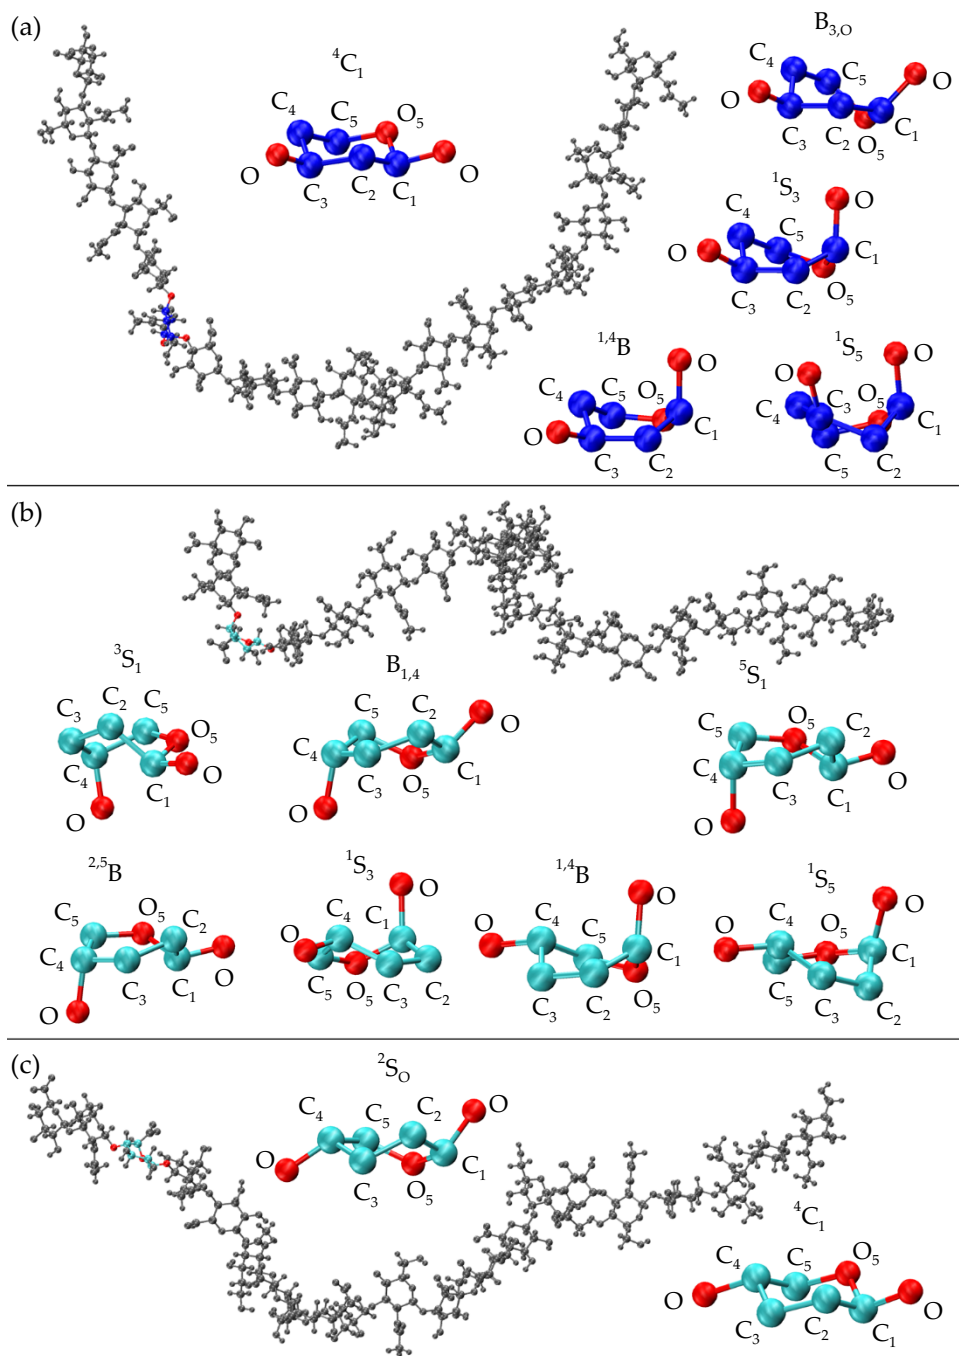 (a)
⁴C₁
C₄ C₅ O₅
O C₃ C₂ C₁ O
B₃,O
C₄ C₅ O
O C₃ C₂ O₅ C₁
¹S₃
C₄ C₅ O
O C₃ C₂ O₅ C₁
¹,⁴B
C₄ C₅ O₅ O
O C₃ C₂ C₁
¹S₅
O C₃ O₅ O
C₄ C₅ C₂ C₁
(b)
³S₁
C₃ C₂ C₅ O₅
C₄ C₁ O
O
B₁,₄
C₅ C₂ O
C₄ C₃ O₅ C₁
O
⁵S₁
C₅ O₅ C₂
C₄ C₃ C₁ O
O
²,⁵B
C₅ O₅ C₂
C₄ C₃ C₁ O
O
¹S₃
C₄ C₁ O
O C₅ O₅ C₃ C₂
¹,⁴B
O C₄ C₅ O
C₃ C₂ O₅ C₁
¹S₅
C₄ O₅ O
O C₅ C₃ C₂ C₁
(c)
²S_O
C₄ C₅ C₂ O
O C₃ O₅ C₁
⁴C₁
C₄ C₅ O₅
O C₃ C₂ C₁ O